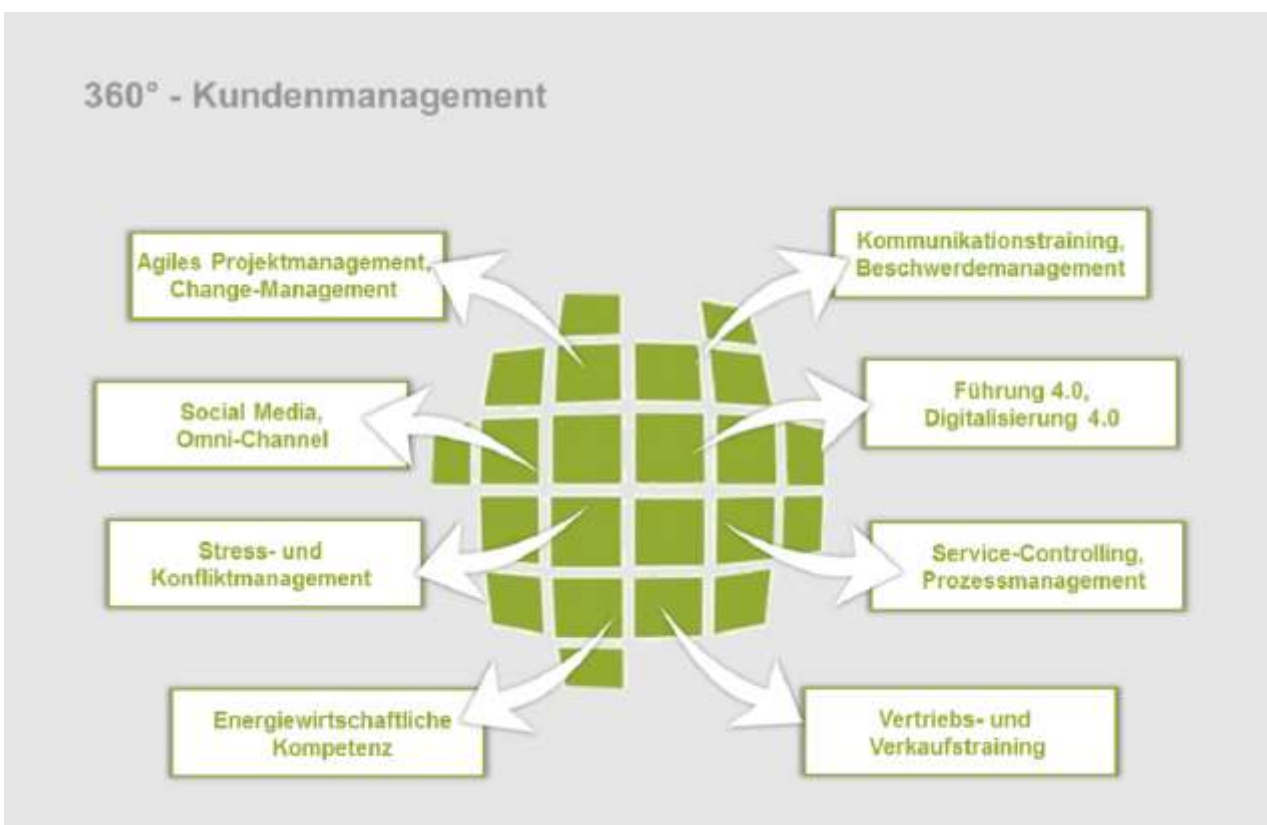 360° - Kundenmanagement
Agiles Projektmanagement,
Change-Management
Kommunikationstraining,
Beschwerdemanagement
Social Media,
Omni-Channel
Führung 4.0,
Digitalisierung 4.0
Stress- und
Konfliktmanagement
Service-Controlling,
Prozessmanagement
Energiewirtschaftliche
Kompetenz
Vertriebs- und
Verkaufstraining